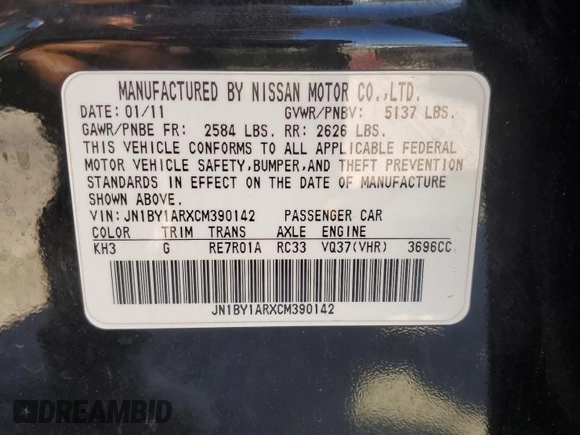 MANUFACTURED BY NISSAN MOTOR CO.,LTD.
DATE: 01/11 GVWR/PNBV: 5137 LBS.
GAWR/PNBE FR: 2584 LBS. RR: 2626 LBS.
THIS VEHICLE CONFORMS TO ALL APPLICABLE FEDERAL
MOTOR VEHICLE SAFETY, BUMPER, AND THEFT PREVENTION
STANDARDS IN EFFECT ON THE DATE OF MANUFACTURE
SHOWN ABOVE.
VIN: JN1BY1ARXCM390142 PASSENGER CAR
COLOR TRIM TRANS AXLE ENGINE
KH3 G RE7R01A RC33 VQ37(VHR) 3696CC
JN1BY1ARXCM390142
DREAMBID